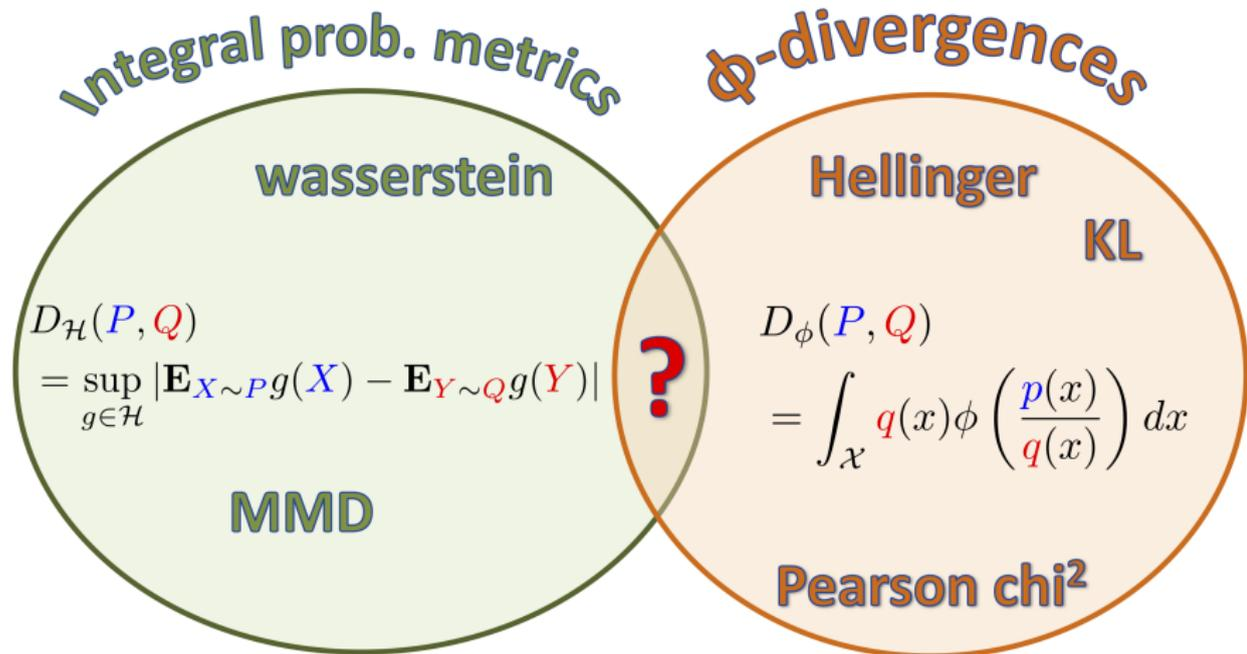 Integral prob. metrics
ϕ-divergences
wasserstein
Hellinger
KL
D_ℋ(P, Q)
= sup_{g∈ℋ} |𝐄_{X∼P} g(X) − 𝐄_{Y∼Q} g(Y)|
?
D_ϕ(P, Q)
= ∫_𝒳 q(x)ϕ(p(x)/q(x)) dx
MMD
Pearson chi²